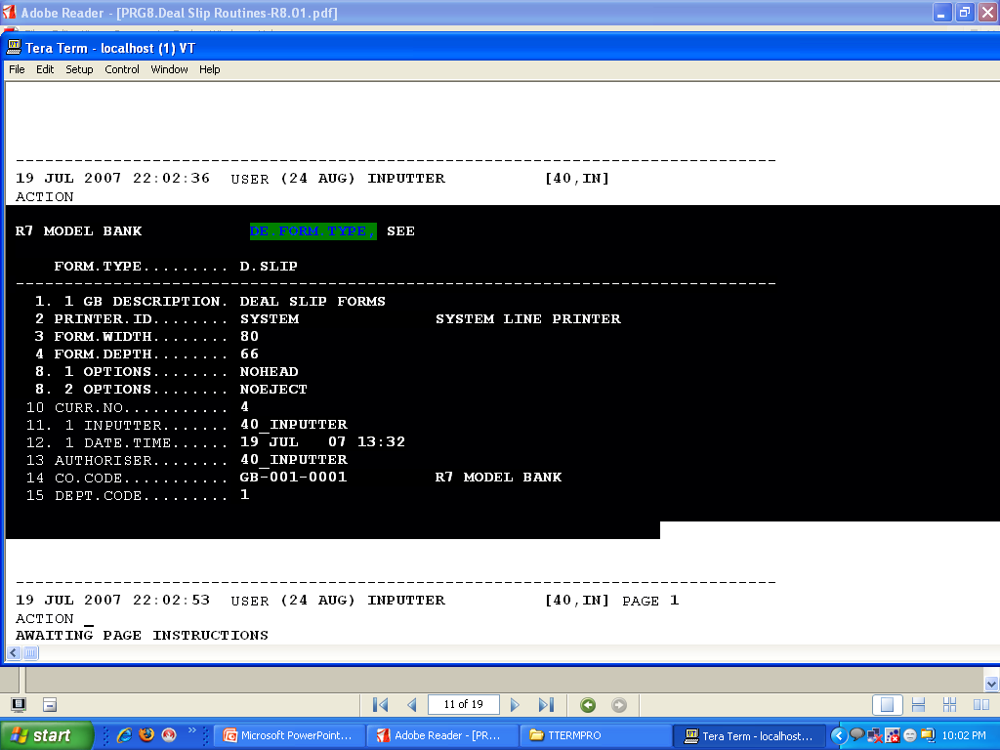 Adobe Reader - [PRG8.Deal Slip Routines-R8.01.pdf]
Tera Term - localhost (1) VT
File Edit Setup Control Window Help
--------------------------------------------------------------------------------
19 JUL 2007 22:02:36 USER (24 AUG) INPUTTER [40,IN]
ACTION
R7 MODEL BANK DE.FORM.TYPE, SEE
FORM.TYPE......... D.SLIP
--------------------------------------------------------------------------------
1. 1 GB DESCRIPTION. DEAL SLIP FORMS
2 PRINTER.ID........ SYSTEM SYSTEM LINE PRINTER
3 FORM.WIDTH........ 80
4 FORM.DEPTH........ 66
8. 1 OPTIONS........ NOHEAD
8. 2 OPTIONS........ NOEJECT
10 CURR.NO........... 4
11. 1 INPUTTER....... 40_INPUTTER
12. 1 DATE.TIME...... 19 JUL 07 13:32
13 AUTHORISER........ 40_INPUTTER
14 CO.CODE........... GB-001-0001 R7 MODEL BANK
15 DEPT.CODE......... 1
--------------------------------------------------------------------------------
19 JUL 2007 22:02:53 USER (24 AUG) INPUTTER [40,IN] PAGE 1
ACTION _
AWAITING PAGE INSTRUCTIONS
11 of 19
start Microsoft PowerPoint... Adobe Reader - [PR... TTERMPRO Tera Term - localhost... 10:02 PM